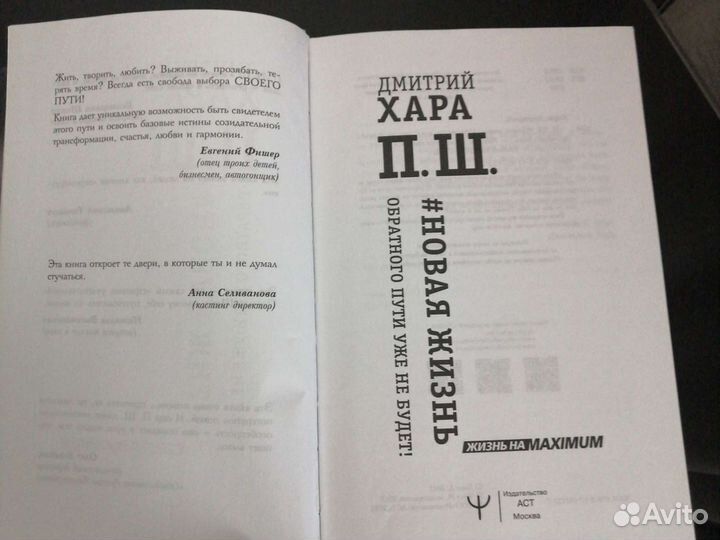 Жить, творить, любить? Выживать, прозябать, те-
рять время? Всегда есть свобода выбора СВОЕГО
ПУТИ!
Книга дает уникальную возможность быть свидетелем
этого пути и освоить базовые истины созидательной
трансформации, счастья, любви и гармонии.
Евгений Фишер
(отец троих детей,
бизнесмен, автогонщик)
Эта книга откроет те двери, в которые ты и не думал
стучаться.
Анна Селиванова
(кастинг директор)
ДМИТРИЙ
ХАРА
П. Ш.
#НОВАЯ ЖИЗНЬ
ОБРАТНОГО ПУТИ УЖЕ НЕ БУДЕТ!
ЖИЗНЬ НА MAXIMUM
Издательство
АСТ
Москва
Avito